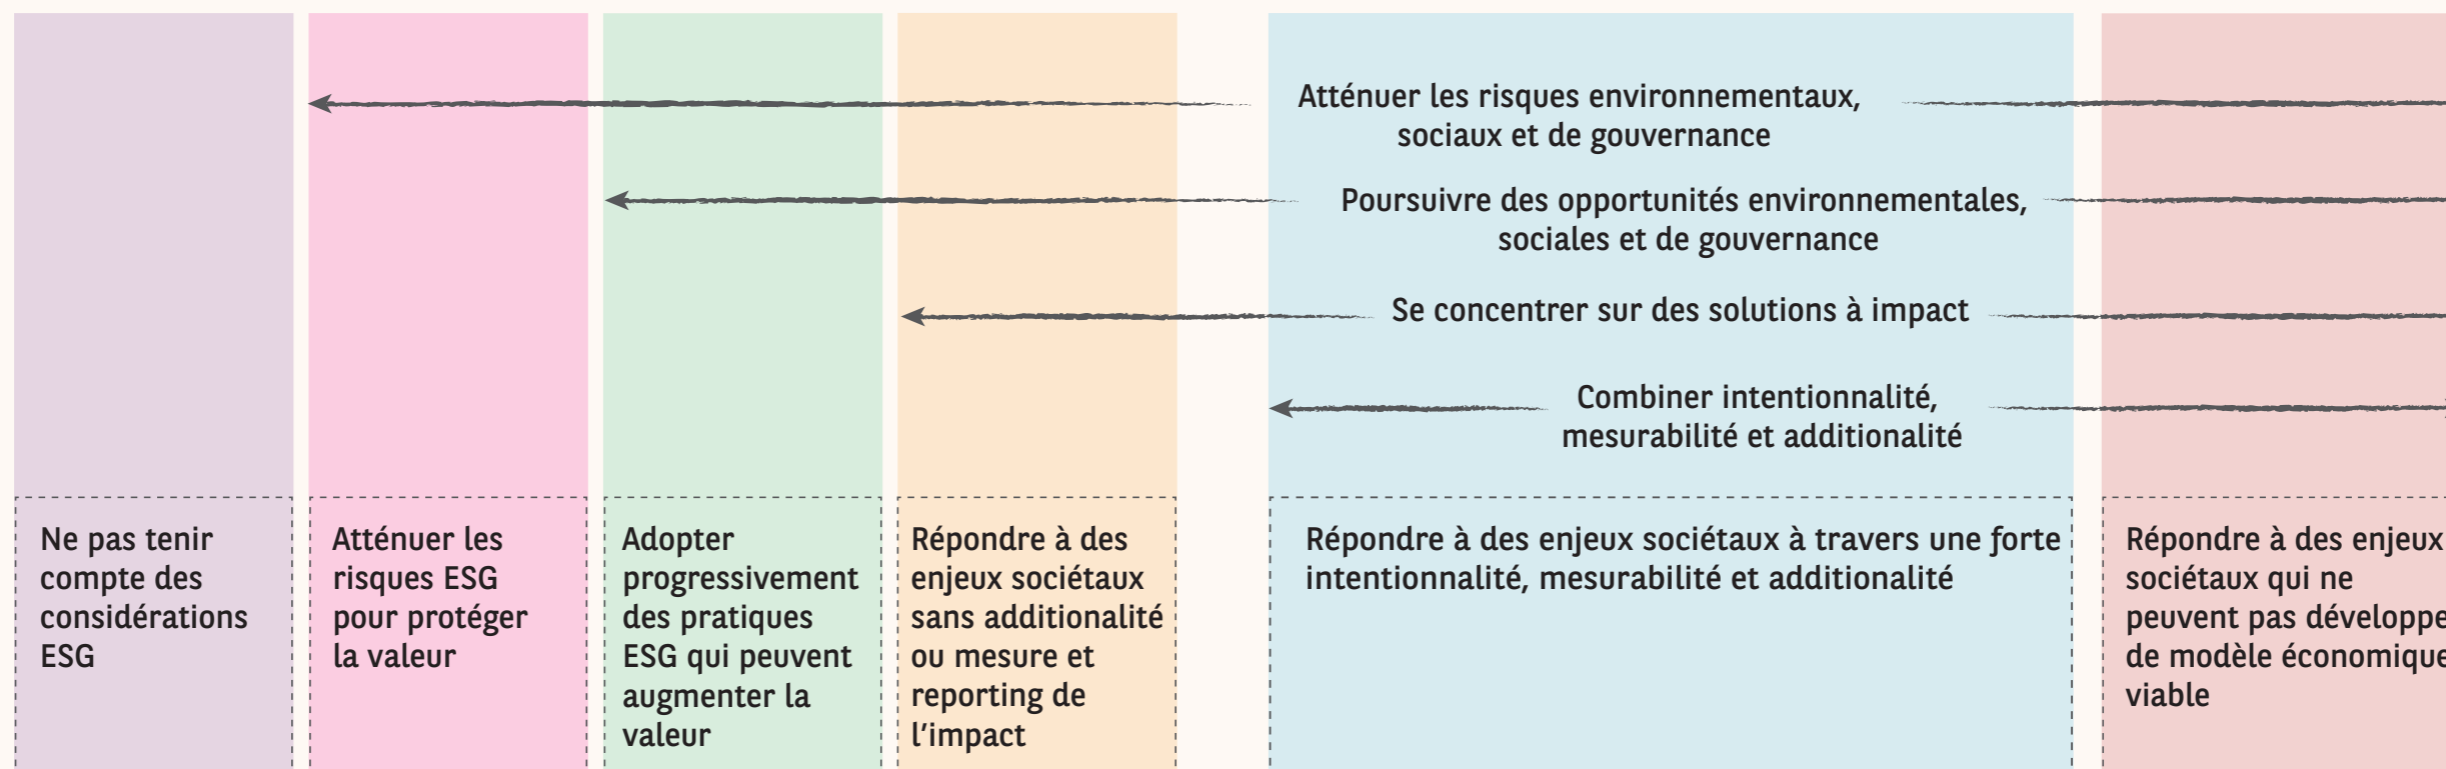 Atténuer les risques environnementaux,
sociaux et de gouvernance
Poursuivre des opportunités environnementales,
sociales et de gouvernance
Se concentrer sur des solutions à impact
Combiner intentionnalité,
mesurabilité et additionalité
Ne pas tenir
compte des
considérations
ESG
Atténuer les
risques ESG
pour protéger
la valeur
Adopter
progressivement
des pratiques
ESG qui peuvent
augmenter la
valeur
Répondre à des
enjeux sociétaux
sans additionalité
ou mesure et
reporting de
l'impact
Répondre à des enjeux sociétaux à travers une forte
intentionnalité, mesurabilité et additionalité
Répondre à des enjeux
sociétaux qui ne
peuvent pas développe
de modèle économique
viable